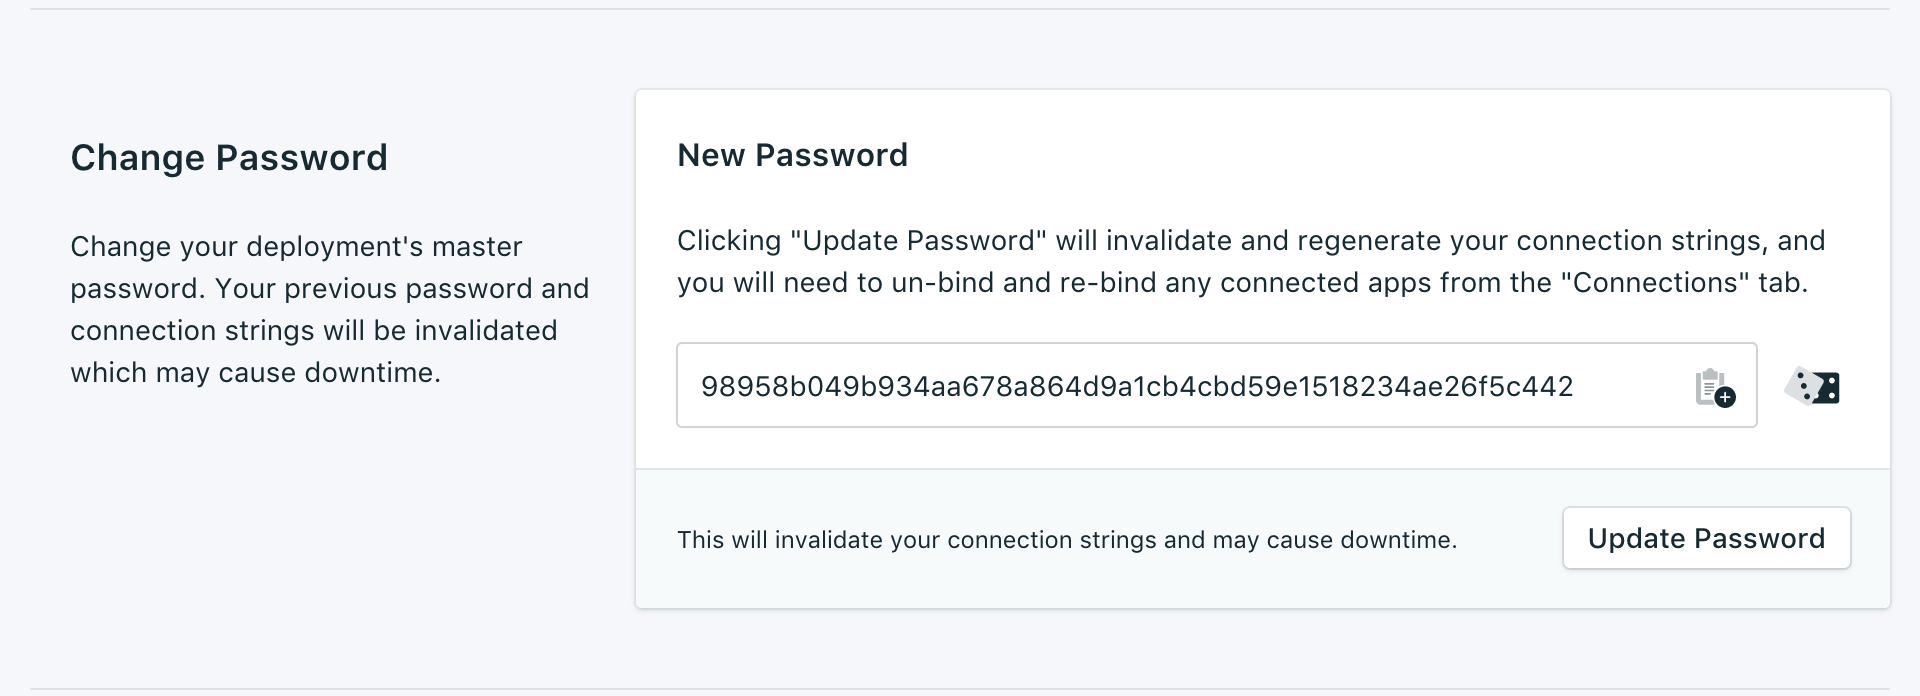 Change Password
Change your deployment's master
password. Your previous password and
connection strings will be invalidated
which may cause downtime.
New Password
Clicking "Update Password" will invalidate and regenerate your connection strings, and
you will need to un-bind and re-bind any connected apps from the "Connections" tab.
98958b049b934aa678a864d9a1cb4cbd59e1518234ae26f5c442
This will invalidate your connection strings and may cause downtime.
Update Password